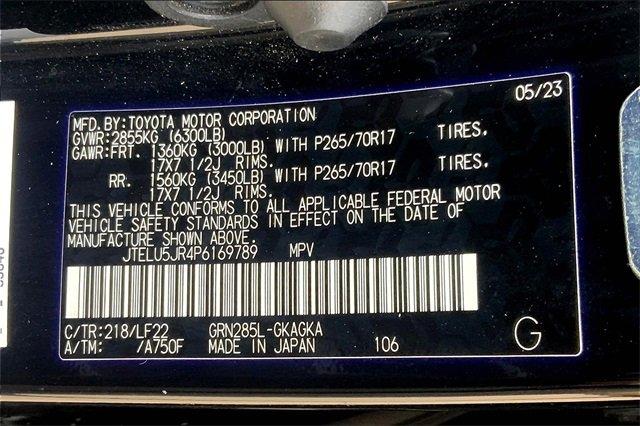 05/23
MFD.BY:TOYOTA MOTOR CORPORATION
GVWR:2855KG (6300LB)
GAWR:FRT. 1360KG (3000LB) WITH P265/70R17 TIRES,
17X7 1/2J RIMS.
RR. 1560KG (3450LB) WITH P265/70R17 TIRES,
17X7 1/2J RIMS.
THIS VEHICLE CONFORMS TO ALL APPLICABLE FEDERAL MOTOR
VEHICLE SAFETY STANDARDS IN EFFECT ON THE DATE OF
MANUFACTURE SHOWN ABOVE.
JTELU5JR4P6169789 MPV
C/TR:218/LF22 GRN285L-GKAGKA
A/TM: /A750F MADE IN JAPAN 106 G